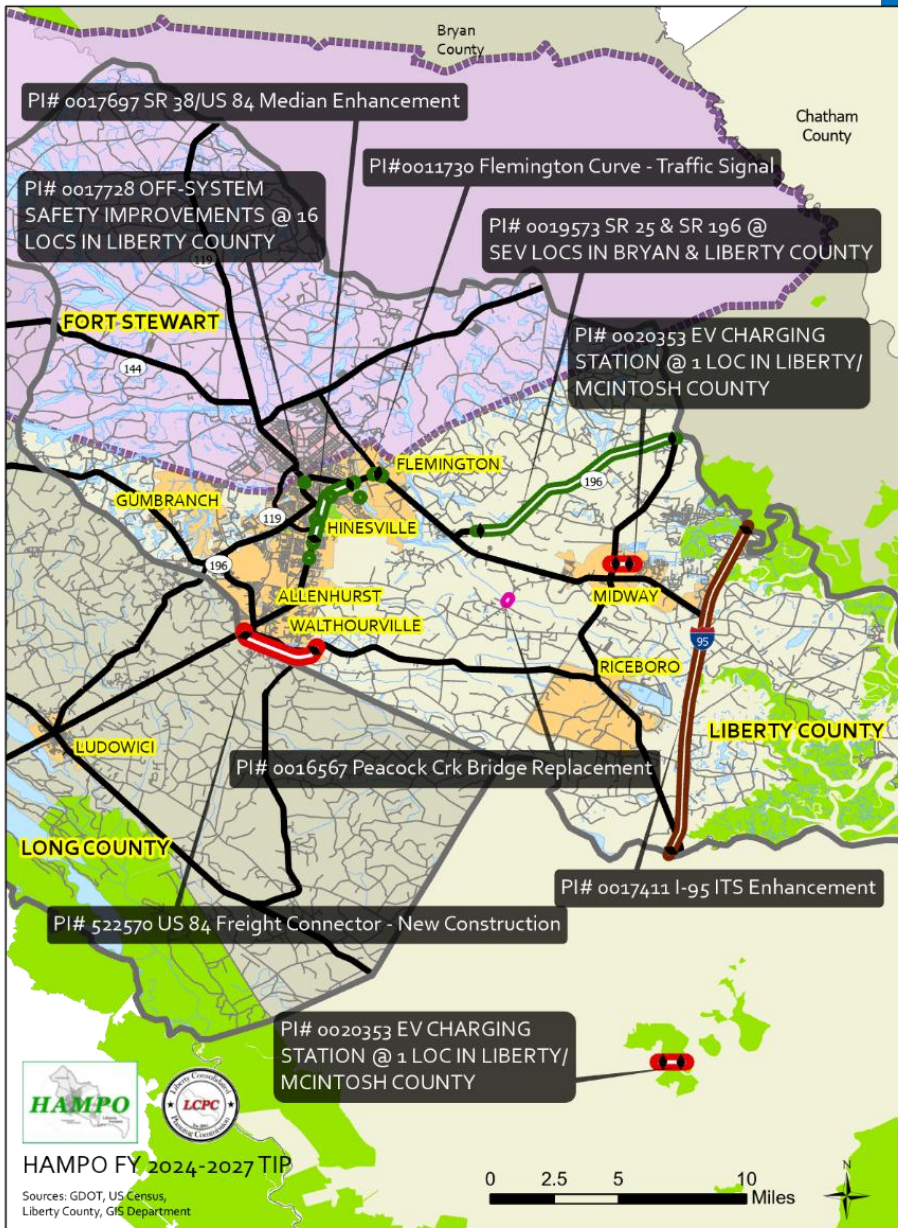 Bryan
County
PI# 0017697 SR 38/US 84 Median Enhancement
Chatham
County
PI#0011730 Flemington Curve - Traffic Signal
PI# 0017728 OFF-SYSTEM
SAFETY IMPROVEMENTS @ 16
LOCS IN LIBERTY COUNTY
PI# 0019573 SR 25 & SR 196 @
SEV LOCS IN BRYAN & LIBERTY COUNTY
119
FORT STEWART
PI# 0020353 EV CHARGING
STATION @ 1 LOC IN LIBERTY/
MCINTOSH COUNTY
144
FLEMINGTON
196
GUMBRANCH
119
HINESVILLE
196
ALLENHURST
MIDWAY
WALTHOURVILLE
95
RICEBORO
LIBERTY COUNTY
LUDOWICI
PI# 0016567 Peacock Crk Bridge Replacement
LONG COUNTY
PI# 0017411 I-95 ITS Enhancement
PI# 522570 US 84 Freight Connector - New Construction
PI# 0020353 EV CHARGING
STATION @ 1 LOC IN LIBERTY/
MCINTOSH COUNTY
HAMPO
Liberty Consolidated
LCPC
Planning Commission
HAMPO FY 2024-2027 TIP
Sources: GDOT, US Census,
Liberty County, GIS Department
0 2.5 5 10
Miles
N